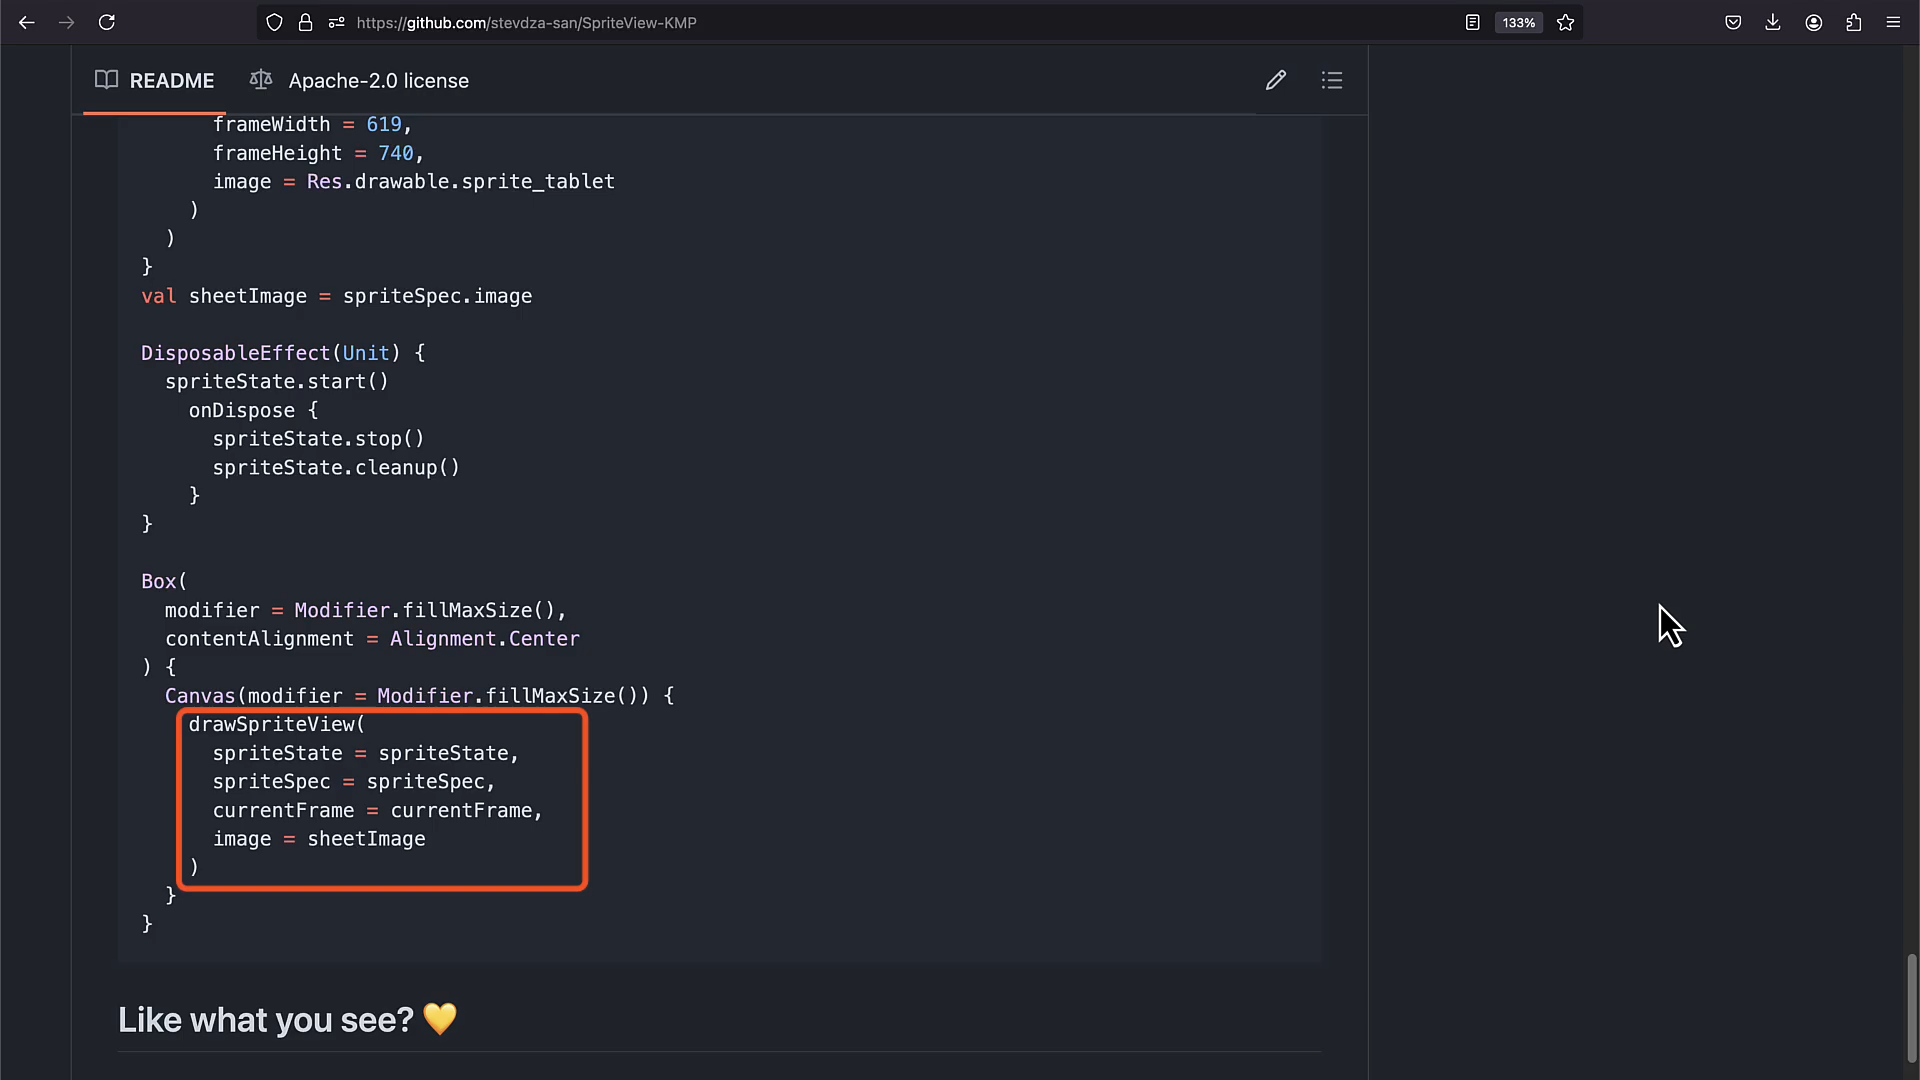 https://github.com/stevdza-san/SpriteView-KMP
133%
README
Apache-2.0 license
frameWidth = 619,
frameHeight = 740,
image = Res.drawable.sprite_tablet
)
)
}
val sheetImage = spriteSpec.image
DisposableEffect(Unit) {
spriteState.start()
onDispose {
spriteState.stop()
spriteState.cleanup()
}
}
Box(
modifier = Modifier.fillMaxSize(),
contentAlignment = Alignment.Center
) {
Canvas(modifier = Modifier.fillMaxSize()) {
drawSpriteView(
spriteState = spriteState,
spriteSpec = spriteSpec,
currentFrame = currentFrame,
image = sheetImage
)
}
}
Like what you see? 💛